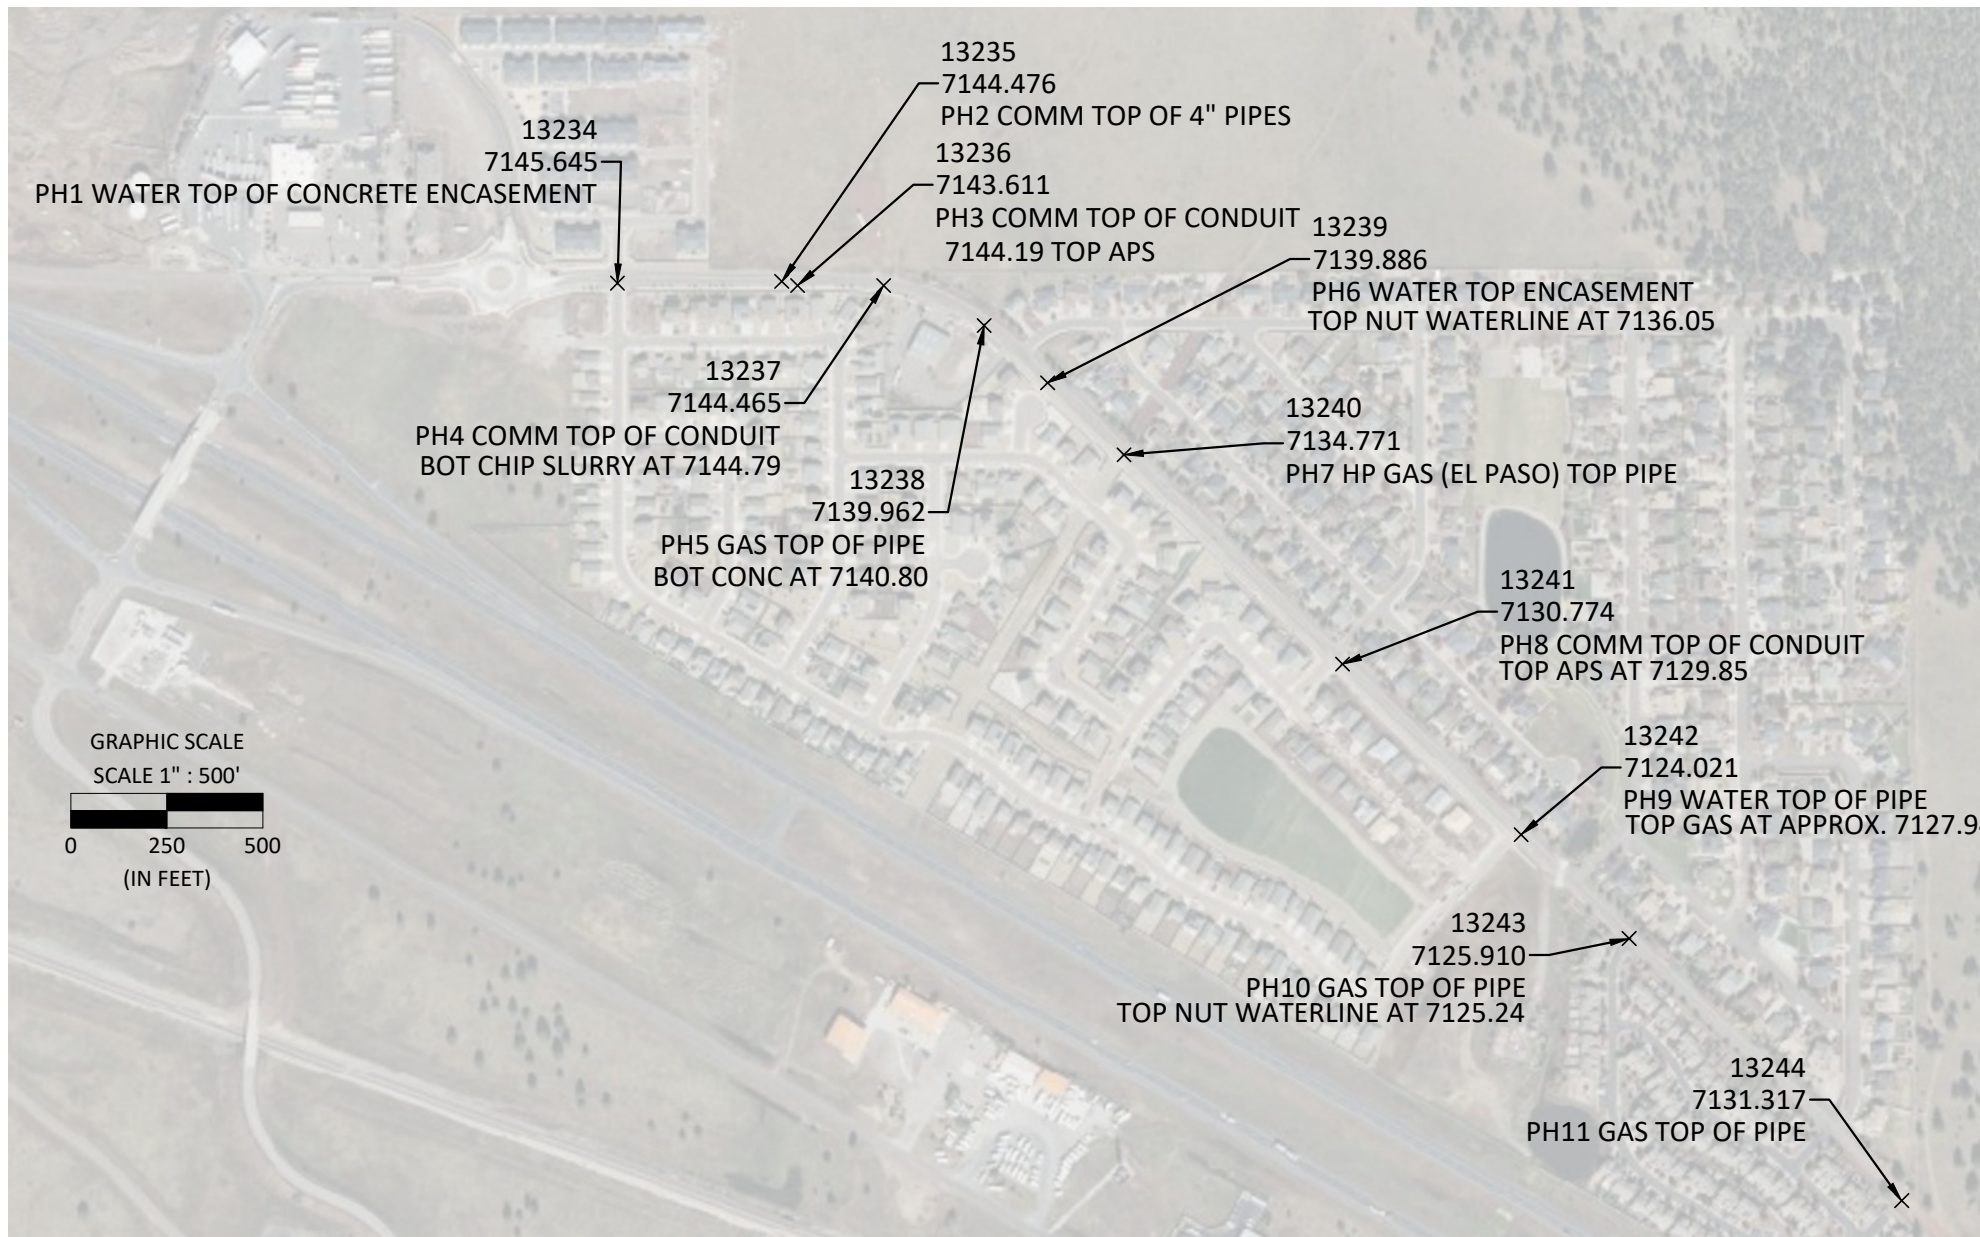 13235
7144.476
PH2 COMM TOP OF 4" PIPES
13234
7145.645
PH1 WATER TOP OF CONCRETE ENCASEMENT
13236
7143.611
PH3 COMM TOP OF CONDUIT
7144.19 TOP APS
13239
7139.886
PH6 WATER TOP ENCASEMENT
TOP NUT WATERLINE AT 7136.05
13237
7144.465
PH4 COMM TOP OF CONDUIT
BOT CHIP SLURRY AT 7144.79
13240
7134.771
PH7 HP GAS (EL PASO) TOP PIPE
13238
7139.962
PH5 GAS TOP OF PIPE
BOT CONC AT 7140.80
13241
7130.774
PH8 COMM TOP OF CONDUIT
TOP APS AT 7129.85
GRAPHIC SCALE
SCALE 1" : 500'
0 250 500
(IN FEET)
13242
7124.021
PH9 WATER TOP OF PIPE
TOP GAS AT APPROX.
13243
7125.910
PH10 GAS TOP OF PIPE
TOP NUT WATERLINE AT 7125.24
13244
7131.317
PH11 GAS TOP OF PIPE